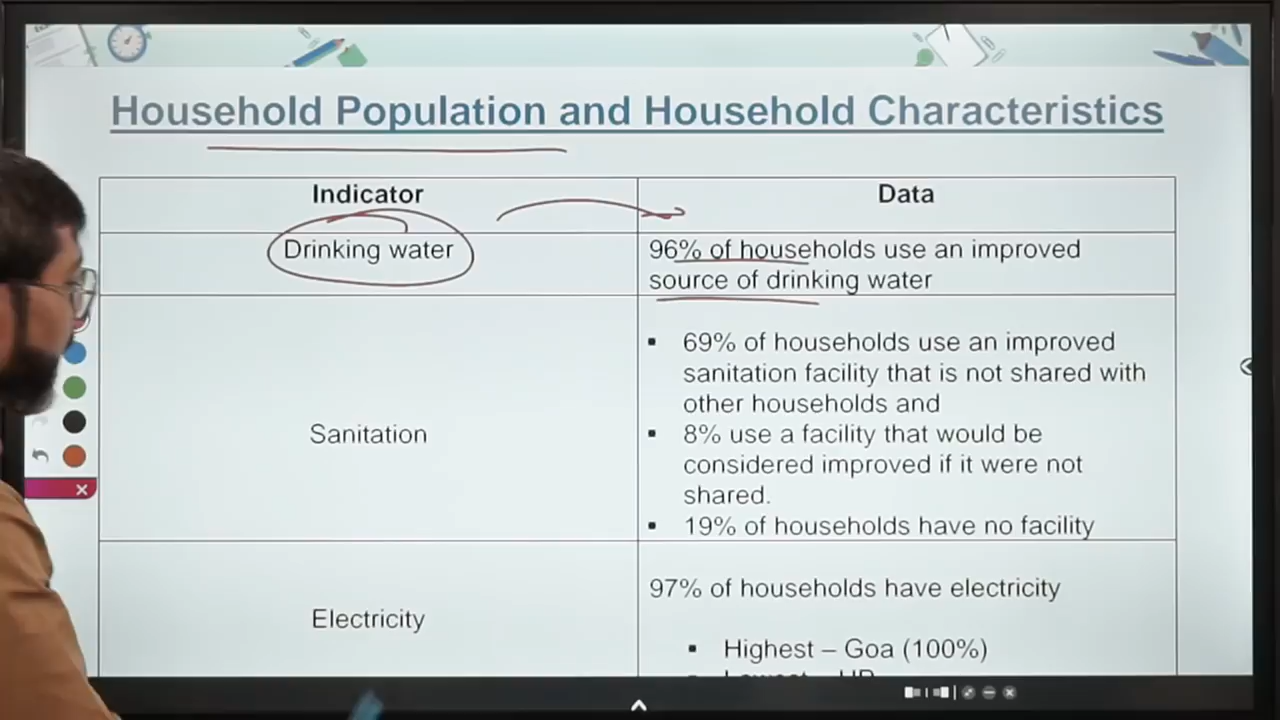 Household Population and Household Characteristics
Indicator
Data
Drinking water
96% of households use an improved
source of drinking water
Sanitation
▪ 69% of households use an improved
sanitation facility that is not shared with
other households and
▪ 8% use a facility that would be
considered improved if it were not
shared.
▪ 19% of households have no facility
Electricity
97% of households have electricity
▪ Highest – Goa (100%)
▪ Lowest – UP